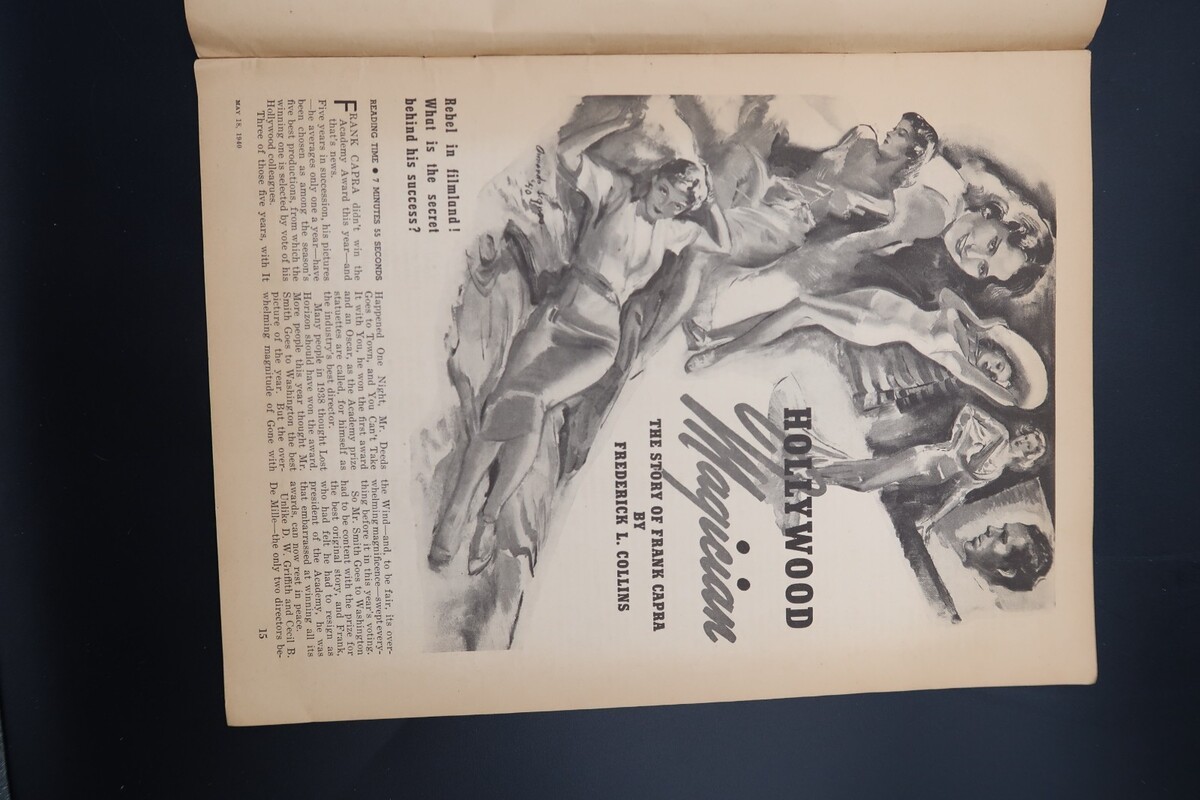 HOLLYWOOD
Magician
THE STORY OF FRANK CAPRA
BY
FREDERICK L. COLLINS
Rebel in filmland!
What is the secret
behind his success?
READING TIME ● 7 MINUTES 55 SECONDS
FRANK CAPRA didn't win the
Academy Award this year—and
that's news.
Five years in succession, his pictures
—he averages only one a year—have
been chosen as among the season's
five best productions, from which the
winning one is selected by vote of his
Hollywood colleagues.
Three of those five years, with It
Happened One Night, Mr. Deeds
Goes to Town, and You Can't Take
It with You, he won the first award
and an Oscar, as the Academy prize
statuettes are called, for himself as
the industry's best director.
Many people in 1938 thought Lost
Horizon should have won the award.
More people this year thought Mr.
Smith Goes to Washington the best
picture of the year. But the over-
whelming magnitude of Gone with
the Wind—and, to be fair, its over-
whelming magnificence—swept every-
thing before it in this year's voting.
So Mr. Smith Goes to Washington
had to be content with the prize for
the best original story, and Frank,
who had felt he had to resign as
president of the Academy, he was
that embarrassed at winning all its
awards, can now rest in peace.
Unlike D. W. Griffith and Cecil B.
De Mille—the only two directors be-
MAY 18, 1940
15